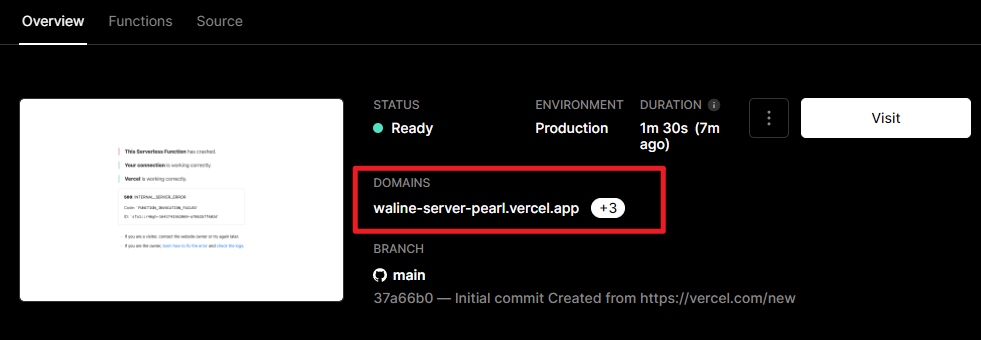 Overview Functions Source
STATUS
Ready
ENVIRONMENT
Production
DURATION
1m 30s (7m
ago)
Visit
DOMAINS
waline-server-pearl.vercel.app +3
BRANCH
main
37a66b0 — Initial commit Created from https://vercel.com/new
This Serverless Function has crashed.
Your connection is working correctly.
Vercel is working correctly.
500: INTERNAL_SERVER_ERROR
Code: FUNCTION_INVOCATION_FAILED
If you are a visitor, contact the website owner or try again later.
If you are the owner, learn how to fix the error and check the logs.